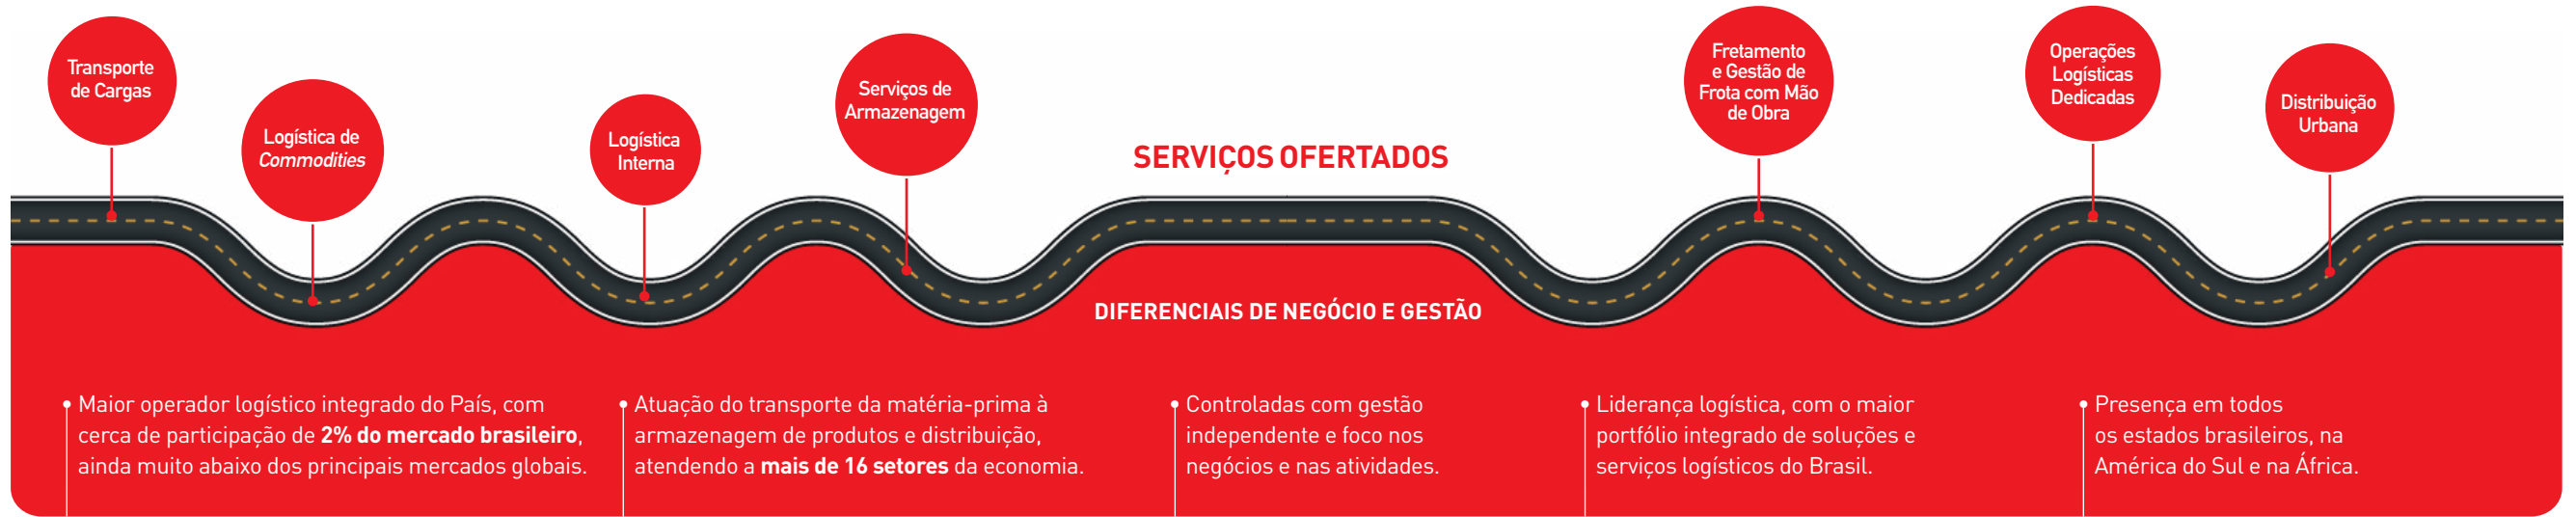 Transporte
de Cargas
Logística de
Commodities
Logística
Interna
Serviços de
Armazenagem
SERVIÇOS OFERTADOS
Fretamento
e Gestão de
Frota com Mão
de Obra
Operações
Logísticas
Dedicadas
Distribuição
Urbana
DIFERENCIAIS DE NEGÓCIO E GESTÃO
Maior operador logístico integrado do País, com
cerca de participação de 2% do mercado brasileiro,
ainda muito abaixo dos principais mercados globais.
Atuação do transporte da matéria-prima à
armazenagem de produtos e distribuição,
atendendo a mais de 16 setores da economia.
Controladas com gestão
independente e foco nos
negócios e nas atividades.
Liderança logística, com o maior
portfólio integrado de soluções e
serviços logísticos do Brasil.
Presença em todos
os estados brasileiros, na
América do Sul e na África.